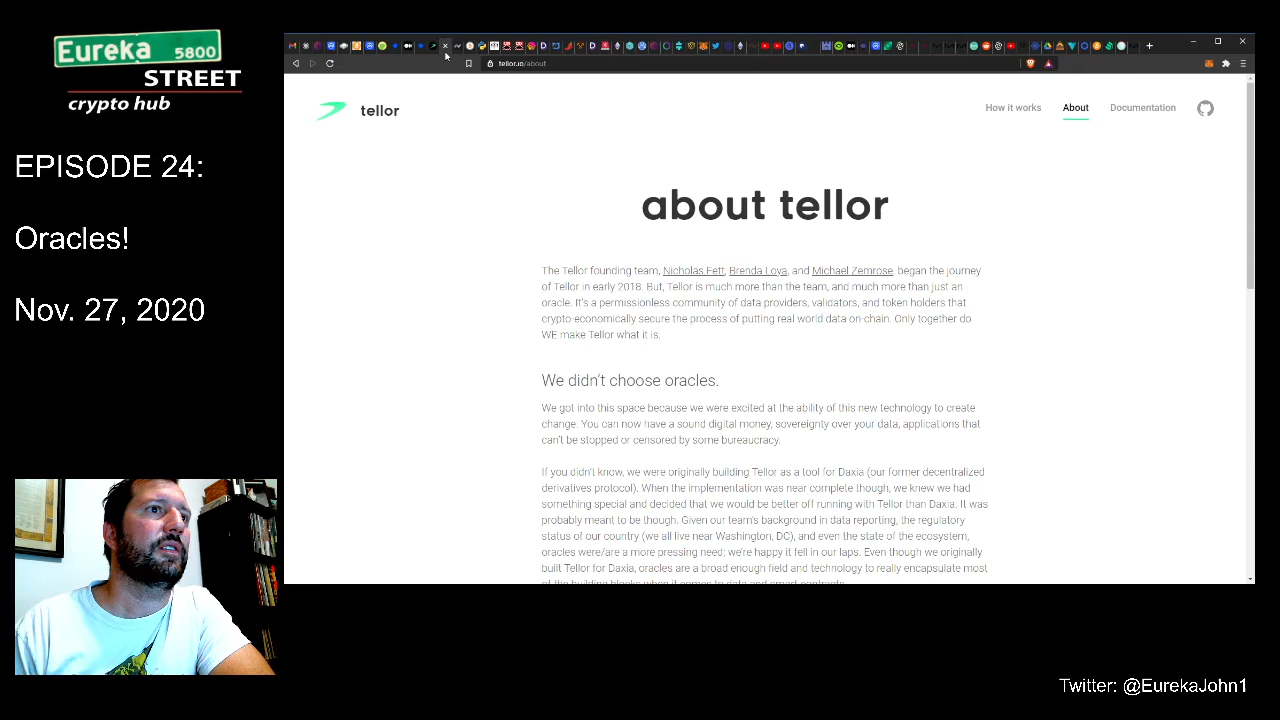 Eureka 5800
STREET
crypto hub
EPISODE 24:
Oracles!
Nov. 27, 2020
tellor.io/about
tellor
How it works
About
Documentation
about tellor
The Tellor founding team, Nicholas Fett, Brenda Loya, and Michael Zemrose, began the journey
of Tellor in early 2018. But, Tellor is much more than the team, and much more than just an
oracle. It's a permissionless community of data providers, validators, and token holders that
crypto-economically secure the process of putting real world data on-chain. Only together do
WE make Tellor what it is.
We didn't choose oracles.
We got into this space because we were excited at the ability of this new technology to create
change. You can now have a sound digital money, sovereignty over your data, applications that
can't be stopped or censored by some bureaucracy.
If you didn't know, we were originally building Tellor as a tool for Daxia (our former decentralized
derivatives protocol). When the implementation was near complete though, we knew we had
something special and decided that we would be better off running with Tellor than Daxia. It was
probably meant to be though. Given our team's background in data reporting, the regulatory
status of our country (we all live near Washington, DC), and even the state of the ecosystem,
oracles were/are a more pressing need; we're happy it fell in our laps. Even though we originally
built Tellor for Daxia, oracles are a broad enough field and technology to really encapsulate most
of the building blocks when it comes to data and smart contracts.
Twitter: @EurekaJohn1